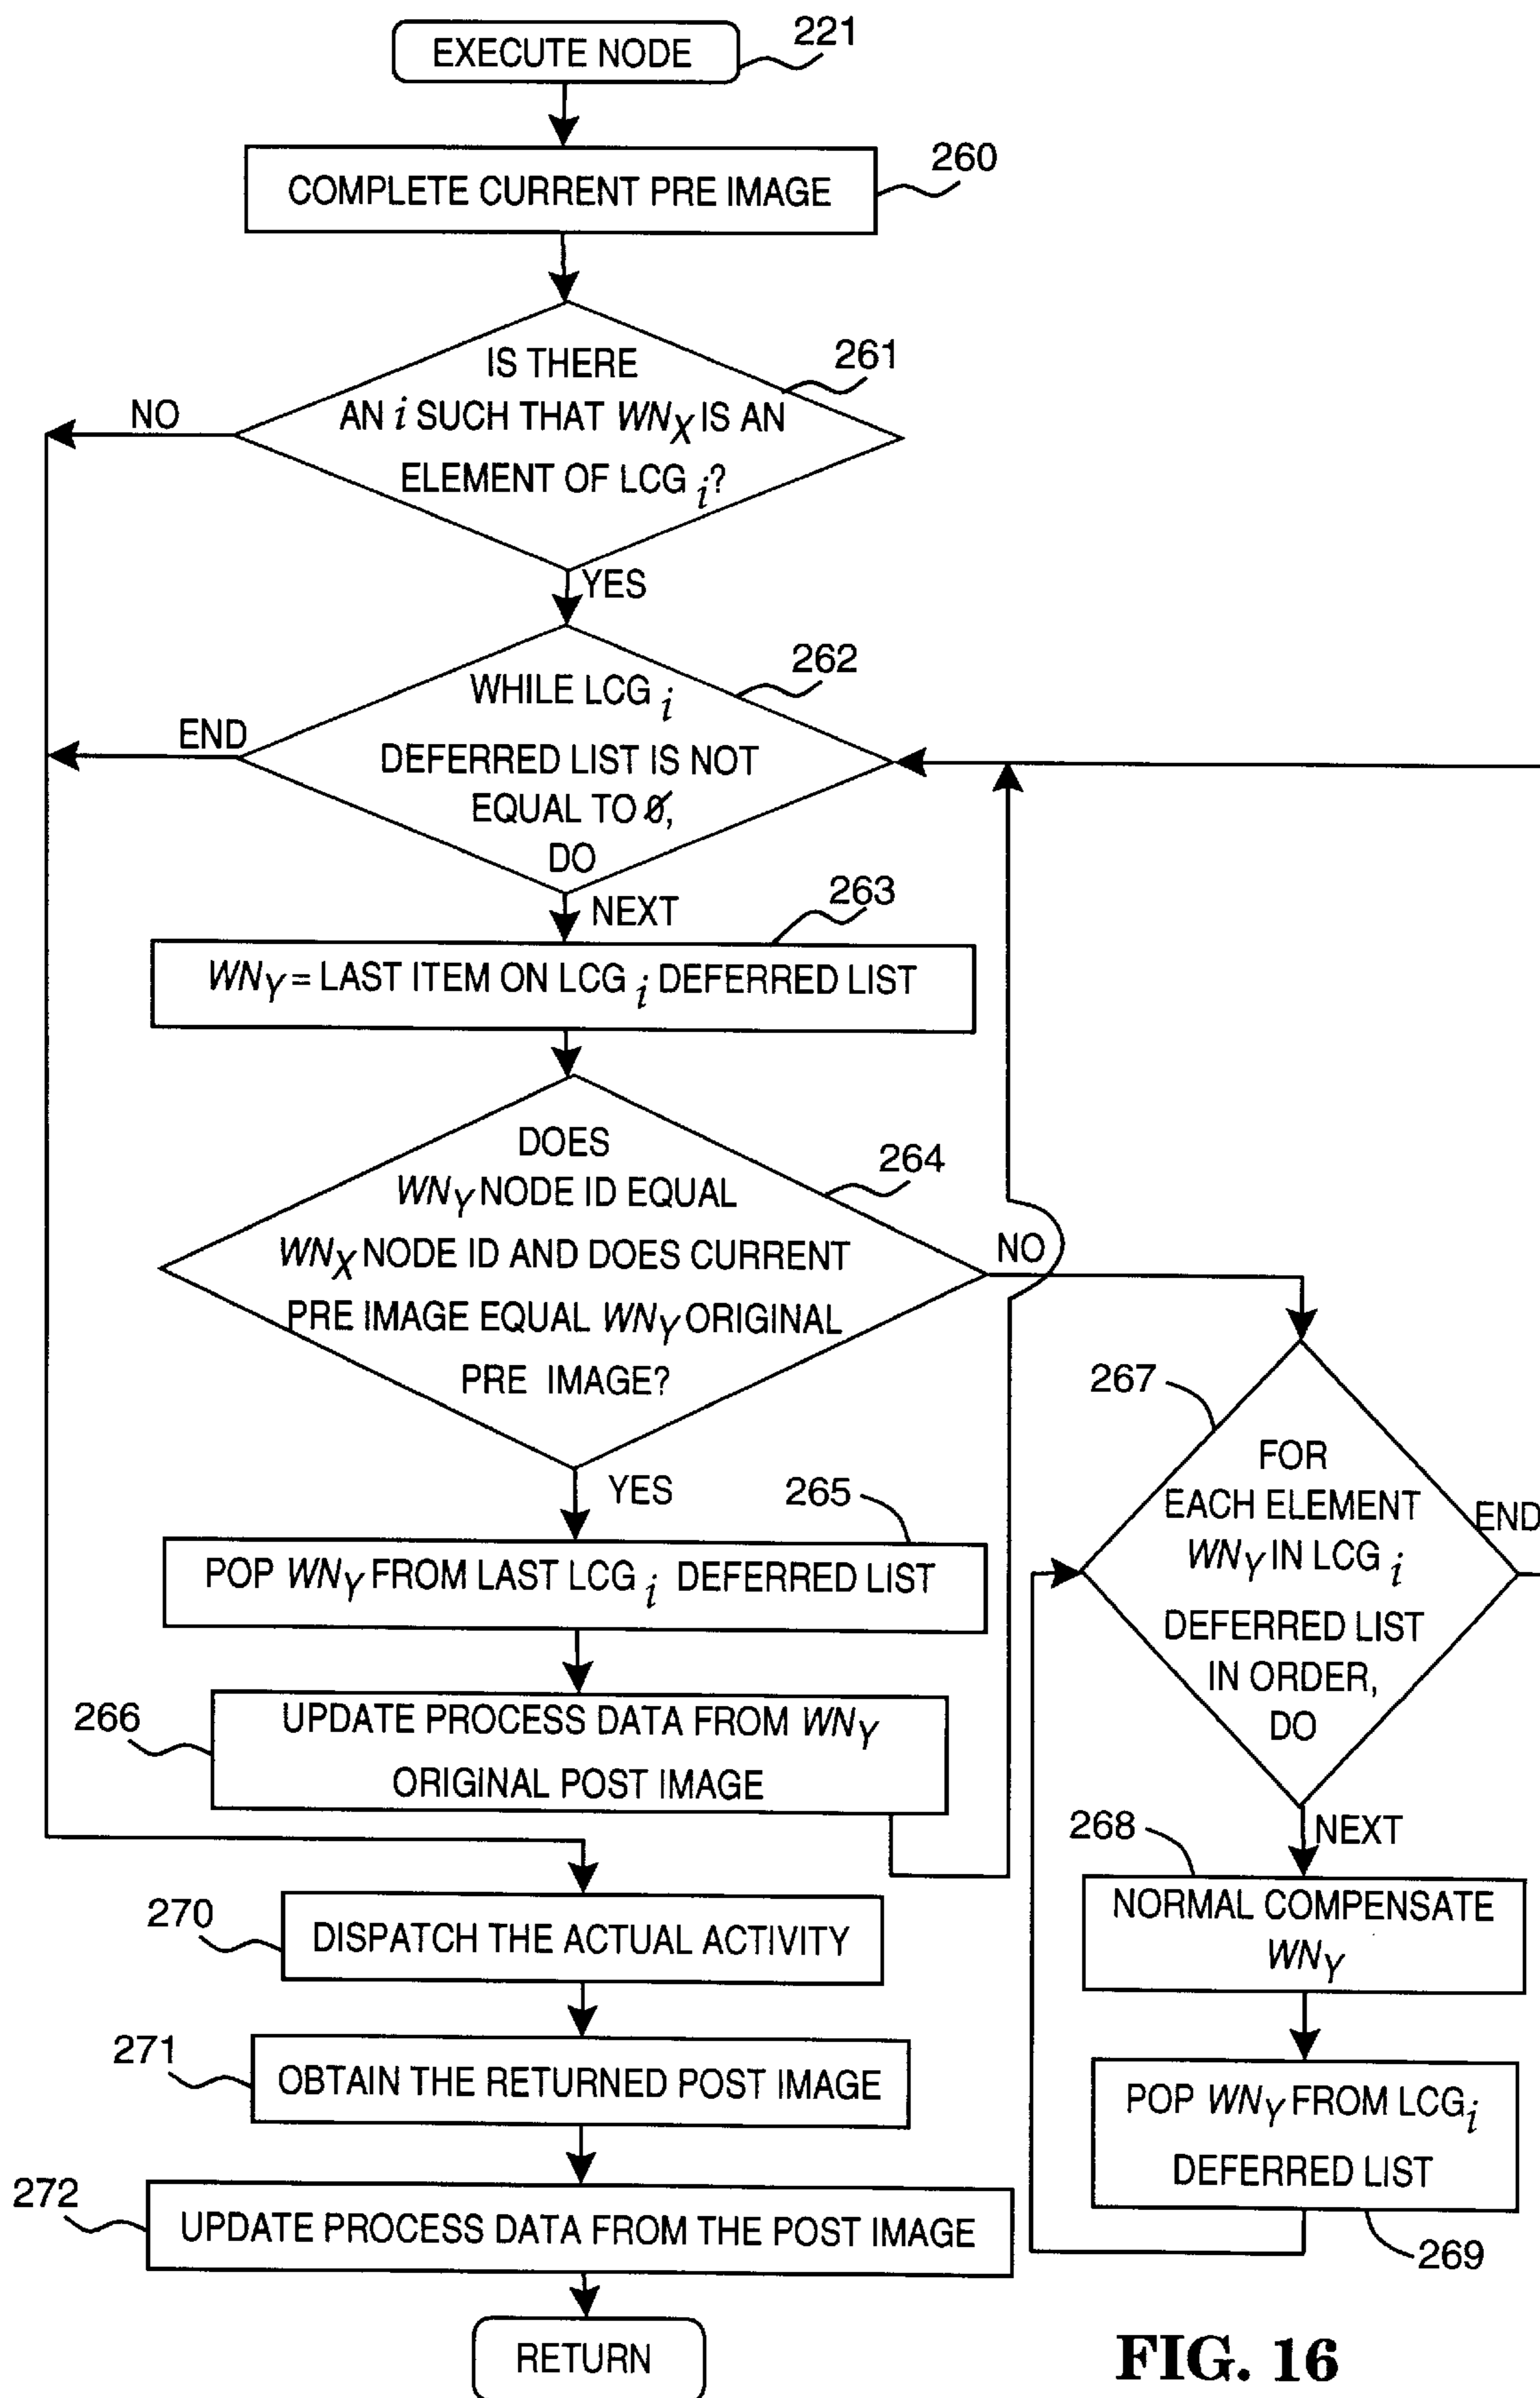 EXECUTE NODE
221
COMPLETE CURRENT PRE IMAGE
260
IS THERE
AN i SUCH THAT WNX IS AN
ELEMENT OF LCG i?
261
NO
YES
WHILE LCG i
DEFERRED LIST IS NOT
EQUAL TO Ø,
DO
262
END
NEXT
263
WNY = LAST ITEM ON LCG i DEFERRED LIST
DOES
WNY NODE ID EQUAL
WNX NODE ID AND DOES CURRENT
PRE IMAGE EQUAL WNY ORIGINAL
PRE IMAGE?
264
NO
YES
265
POP WNY FROM LAST LCG i DEFERRED LIST
266
UPDATE PROCESS DATA FROM WNY
ORIGINAL POST IMAGE
267
FOR
EACH ELEMENT
WNY IN LCG i
DEFERRED LIST
IN ORDER,
DO
END
NEXT
268
NORMAL COMPENSATE
WNY
POP WNY FROM LCGi
DEFERRED LIST
269
270
DISPATCH THE ACTUAL ACTIVITY
271
OBTAIN THE RETURNED POST IMAGE
272
UPDATE PROCESS DATA FROM THE POST IMAGE
RETURN
FIG. 16